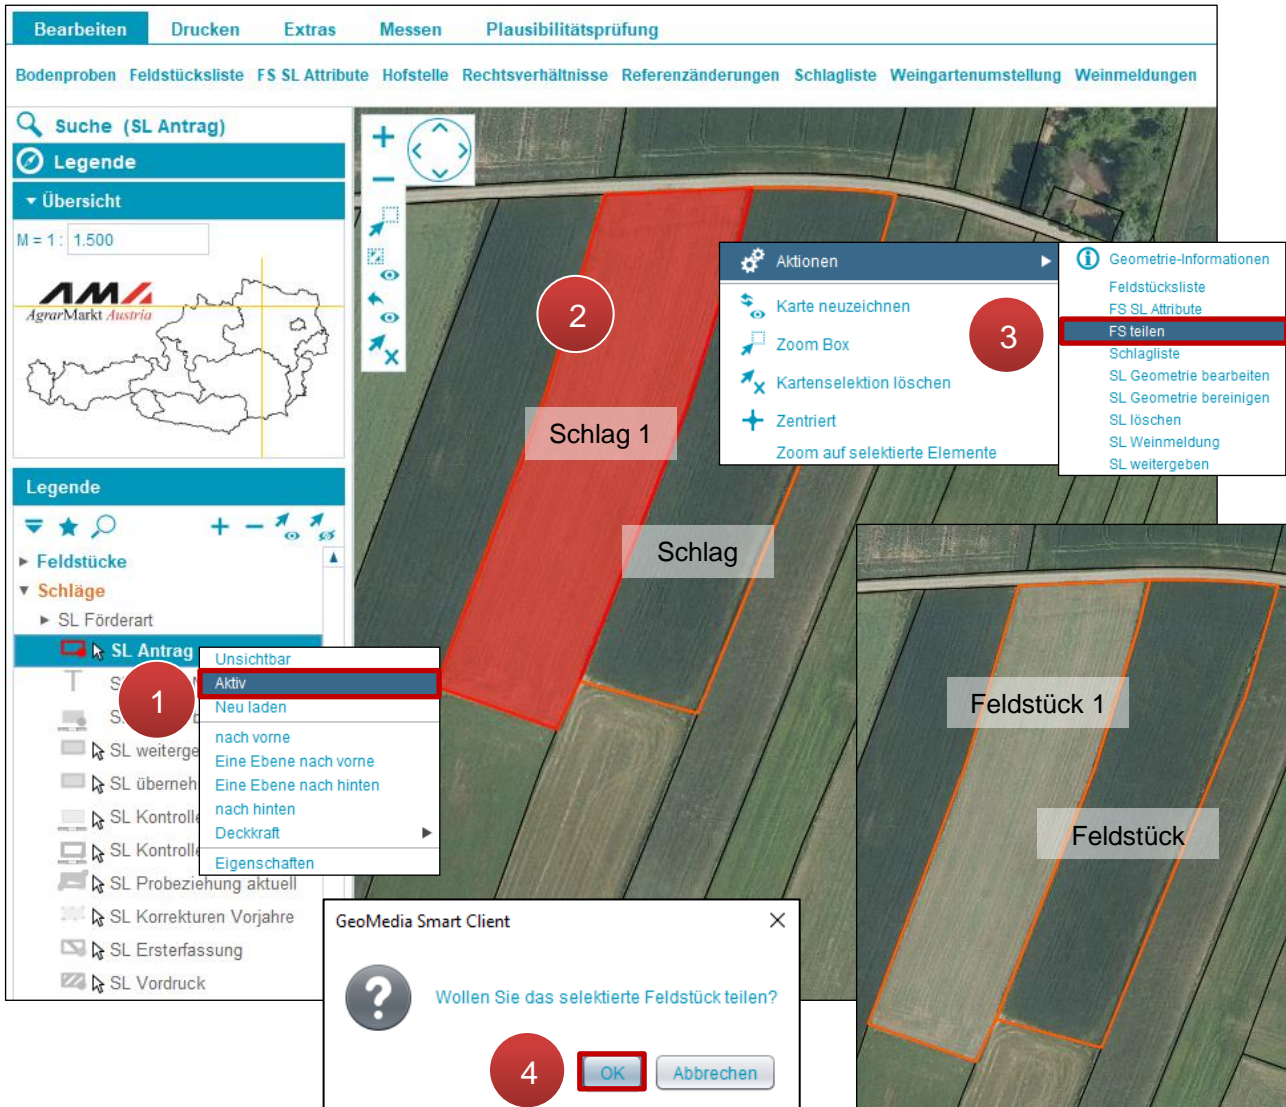 Bearbeiten Drucken Extras Messen Plausibilitätsprüfung
Bodenproben Feldstücksliste FS SL Attribute Hofstelle Rechtsverhältnisse Referenzänderungen Schlagliste Weingartenumstellung Weinmeldungen
Suche (SL Antrag)
Legende
Übersicht
M = 1 : 1.500
AMA
AgrarMarkt Austria
Legende
Feldstücke
Schläge
SL Förderart
SL Antrag
SL weiterge
SL überneh
SL Kontrolle
SL Kontrolle
SL Probeziehung aktuell
SL Korrekturen Vorjahre
SL Ersterfassung
SL Vordruck
1
Unsichtbar
Aktiv
Neu laden
nach vorne
Eine Ebene nach vorne
Eine Ebene nach hinten
nach hinten
Deckkraft
Eigenschaften
2
Schlag 1
Schlag
Aktionen
Karte neuzeichnen
Zoom Box
Kartenselektion löschen
Zentriert
Zoom auf selektierte Elemente
3
Geometrie-Informationen
Feldstücksliste
FS SL Attribute
FS teilen
Schlagliste
SL Geometrie bearbeiten
SL Geometrie bereinigen
SL löschen
SL Weinmeldung
SL weitergeben
Feldstück 1
Feldstück
GeoMedia Smart Client
Wollen Sie das selektierte Feldstück teilen?
4
OK Abbrechen